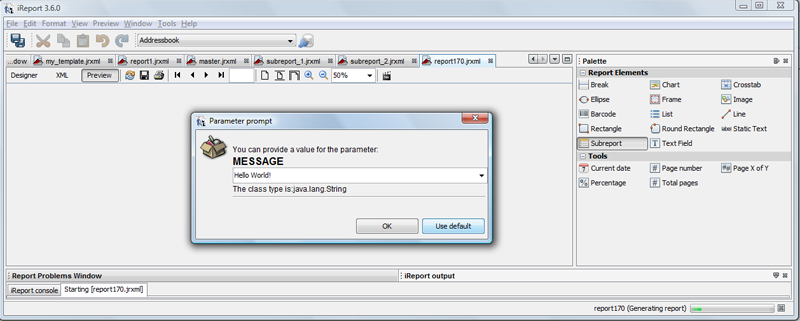 iReport 3.6.0
File Edit Format View Preview Window Tools Help
Addressbook
...dow my_template.jrxml report1.jrxml master.jrxml subreport_1.jrxml subreport_2.jrxml report170.jrxml
Designer XML Preview 50%
Parameter prompt
You can provide a value for the parameter:
MESSAGE
Hello World!
The class type is:java.lang.String
OK Use default
Palette
Report Elements
Break Chart Crosstab
Ellipse Frame Image
Barcode List Line
Rectangle Round Rectangle label Static Text
Subreport T Text Field
Tools
7 Current date # Page number #/# Page X of Y
% Percentage # Total pages
Report Problems Window iReport output
iReport console Starting [report170.jrxml]
report170 (Generating report)